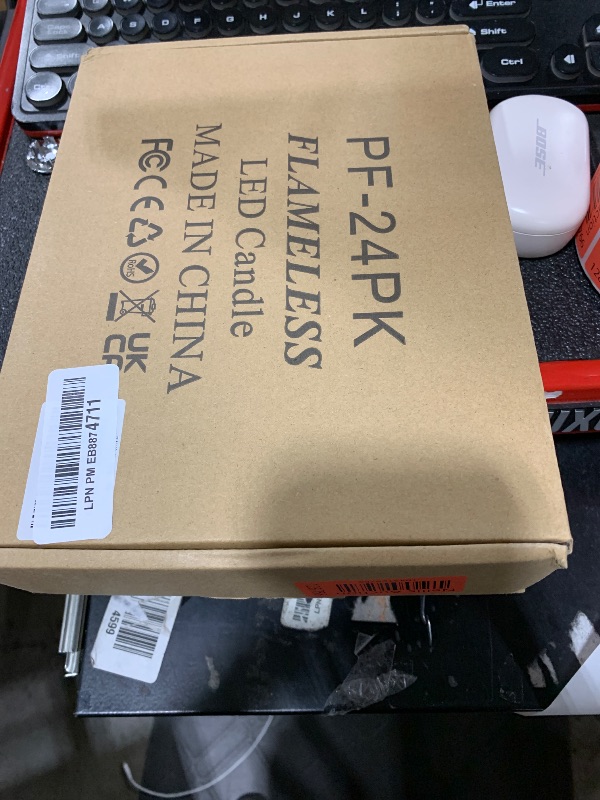 PF-24PK
FLAMELESS
LED Candle
MADE IN CHINA
FC CE RoHS UK
CA
LPN PM EB8874711
4599
BOSE
Enter
Shift
Ctrl
Shift
S
D
F
G
H
J
K
L